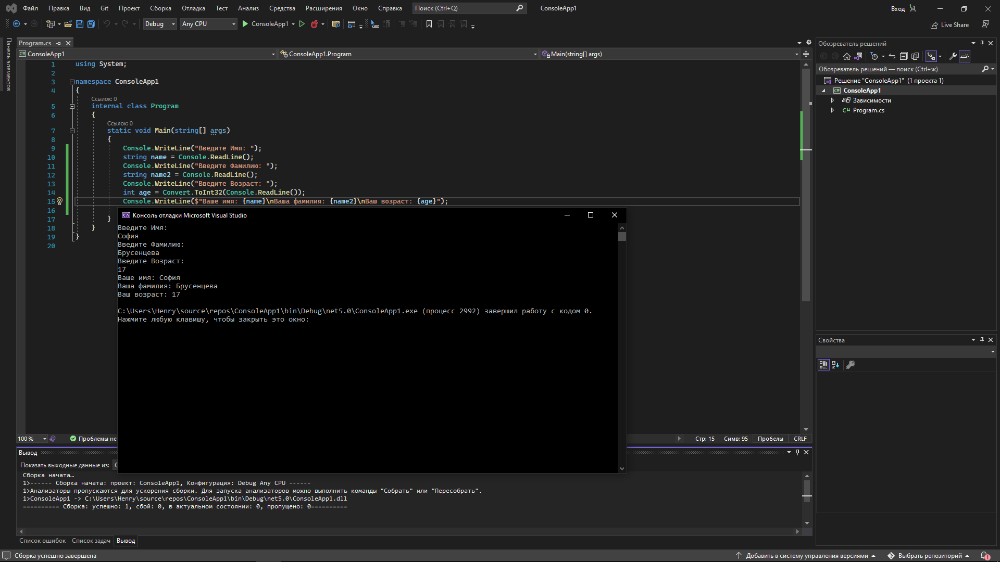 Файл Правка Вид Git Проект Сборка Отладка Тест Анализ Средства Расширения Окно Справка Поиск (Ctrl+Q) ConsoleApp1 Вход
Debug Any CPU ConsoleApp1 Live Share
Панель элементов
Program.cs
ConsoleApp1 ConsoleApp1.Program Main(string[] args)
1 using System;
2
3 namespace ConsoleApp1
4 {
Ссылок: 0
5 internal class Program
6 {
Ссылок: 0
7 static void Main(string[] args)
8 {
9 Console.WriteLine("Введите Имя: ");
10 string name = Console.ReadLine();
11 Console.WriteLine("Введите Фамилию: ");
12 string name2 = Console.ReadLine();
13 Console.WriteLine("Введите Возраст: ");
14 int age = Convert.ToInt32(Console.ReadLine());
15 Console.WriteLine($"Ваше имя: {name}\nВаша фамилия: {name2}\nВаш возраст: {age}");
16
17 }
18 }
19 }
20
Консоль отладки Microsoft Visual Studio
Введите Имя:
София
Введите Фамилию:
Брусенцева
Введите Возраст:
17
Ваше имя: София
Ваша фамилия: Брусенцева
Ваш возраст: 17
C:\Users\Henry\source\repos\ConsoleApp1\bin\Debug\net5.0\ConsoleApp1.exe (процесс 2992) завершил работу с кодом 0.
Нажмите любую клавишу, чтобы закрыть это окно:
100 % Проблемы не Стр: 15 Симв: 95 Пробелы CRLF
Вывод
Показать выходные данные из: С
Сборка начата…
1>------ Сборка начата: проект: ConsoleApp1, Конфигурация: Debug Any CPU ------
1>Анализаторы пропускаются для ускорения сборки. Для запуска анализаторов можно выполнить команды "Собрать" или "Пересобрать".
1>ConsoleApp1 -> C:\Users\Henry\source\repos\ConsoleApp1\bin\Debug\net5.0\ConsoleApp1.dll
========== Сборка: успешно: 1, сбой: 0, в актуальном состоянии: 0, пропущено: 0==========
Список ошибок Список задач Вывод
Обозреватель решений
Обозреватель решений — поиск (Ctrl+ж)
Решение "ConsoleApp1" (1 проекта 1)
ConsoleApp1
Зависимости
C# Program.cs
Свойства
Сборка успешно завершена Добавить в систему управления версиями Выбрать репозиторий 1